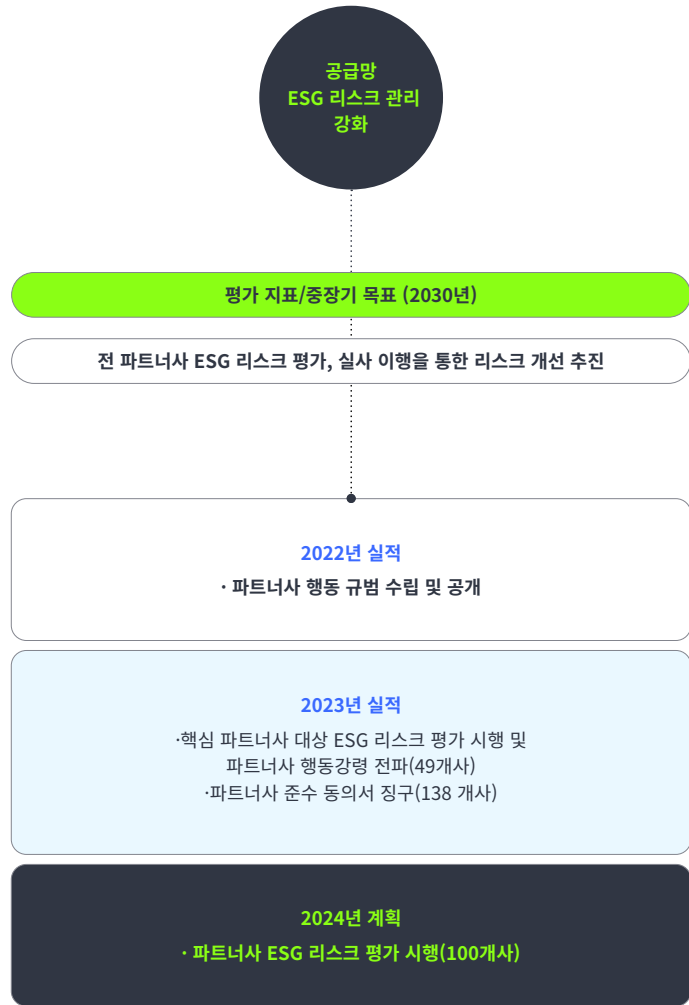 공급망
ESG 리스크 관리
강화
평가 지표/중장기 목표 (2030년)
전 파트너사 ESG 리스크 평가, 실사 이행을 통한 리스크 개선 추진
2022년 실적
· 파트너사 행동 규범 수립 및 공개
2023년 실적
·핵심 파트너사 대상 ESG 리스크 평가 시행 및
파트너사 행동강령 전파(49개사)
·파트너사 준수 동의서 징구(138 개사)
2024년 계획
· 파트너사 ESG 리스크 평가 시행(100개사)